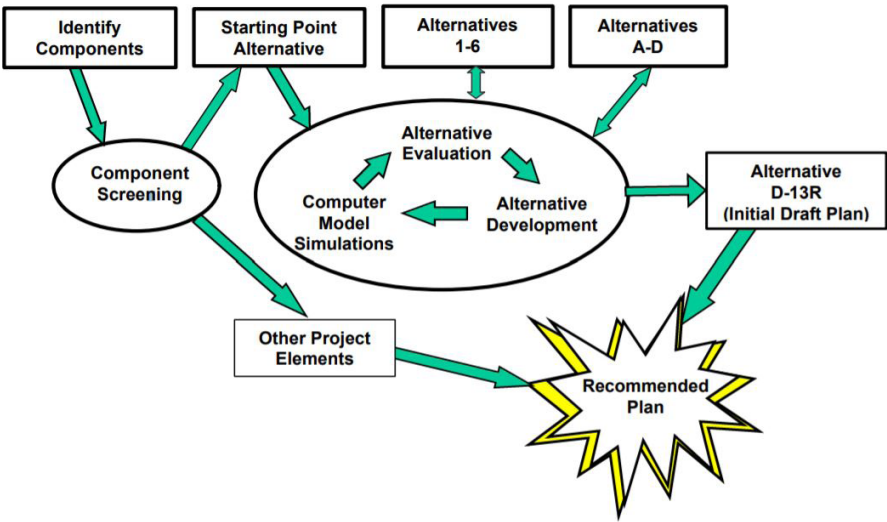 Identify
Components
Starting Point
Alternative
Alternatives
1-6
Alternatives
A-D
Component
Screening
Alternative
Evaluation
Computer
Model
Simulations
Alternative
Development
Alternative
D-13R
(Initial Draft Plan)
Other Project
Elements
Recommended
Plan